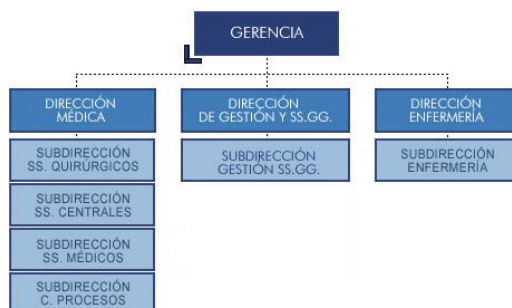 GERENCIA
DIRECCIÓN
MÉDICA
DIRECCIÓN
DE GESTIÓN Y SS.GG.
DIRECCIÓN
ENFERMERÍA
SUBDIRECCIÓN
SS. QUIRÚRGICOS
SUBDIRECCIÓN
GESTIÓN SS.GG.
SUBDIRECCIÓN
ENFERMERÍA
SUBDIRECCIÓN
SS. CENTRALES
SUBDIRECCIÓN
SS. MÉDICOS
SUBDIRECCIÓN
C. PROCESOS